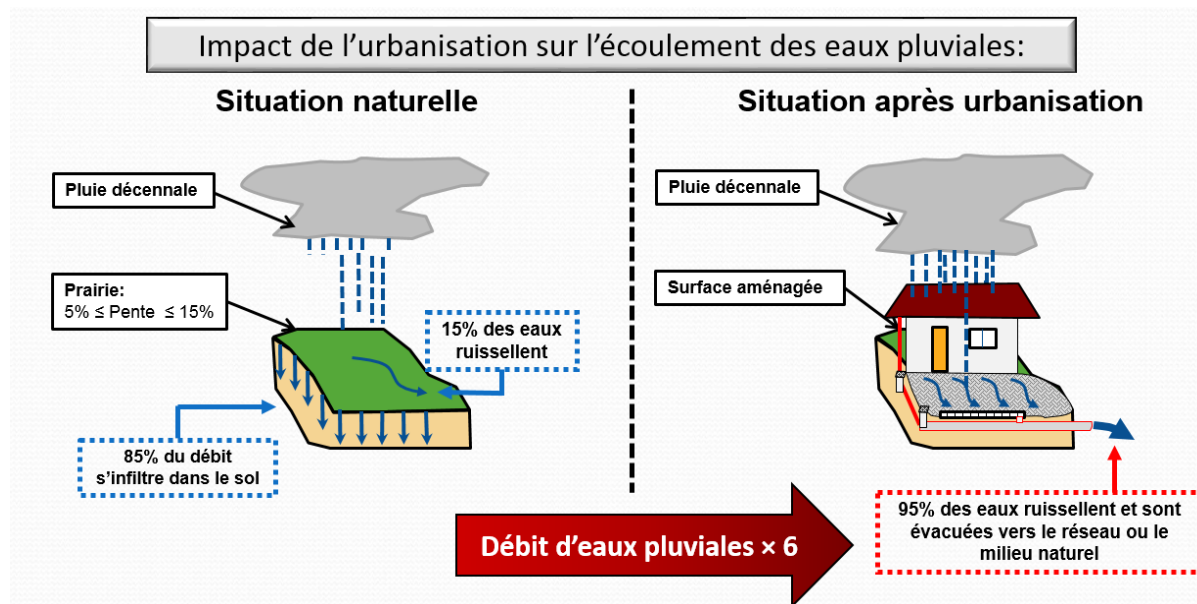 Impact de l’urbanisation sur l’écoulement des eaux pluviales:
Situation naturelle
Pluie décennale
Prairie:
5% ≤ Pente ≤ 15%
15% des eaux
ruissellent
85% du débit
s’infiltre dans le sol
Situation après urbanisation
Pluie décennale
Surface aménagée
95% des eaux ruissellent et sont
évacuées vers le réseau ou le
milieu naturel
Débit d’eaux pluviales × 6